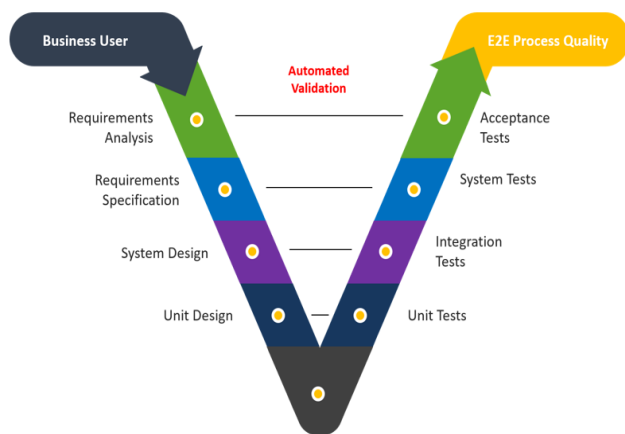 Business User
E2E Process Quality
Automated
Validation
Requirements
Analysis
Acceptance
Tests
Requirements
Specification
System Tests
System Design
Integration
Tests
Unit Design
Unit Tests